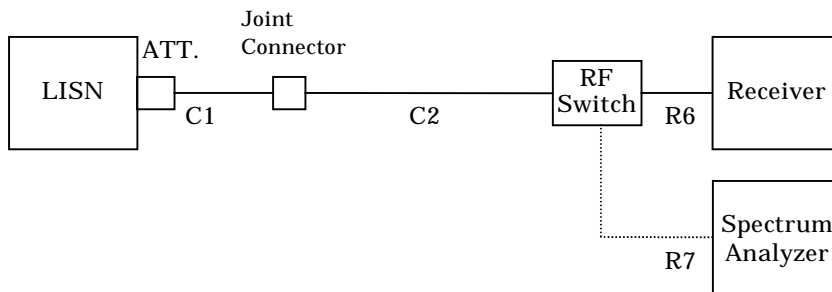 Joint
Connector
ATT.
LISN
C1
C2
RF
Switch
R6
Receiver
Spectrum
Analyzer
R7